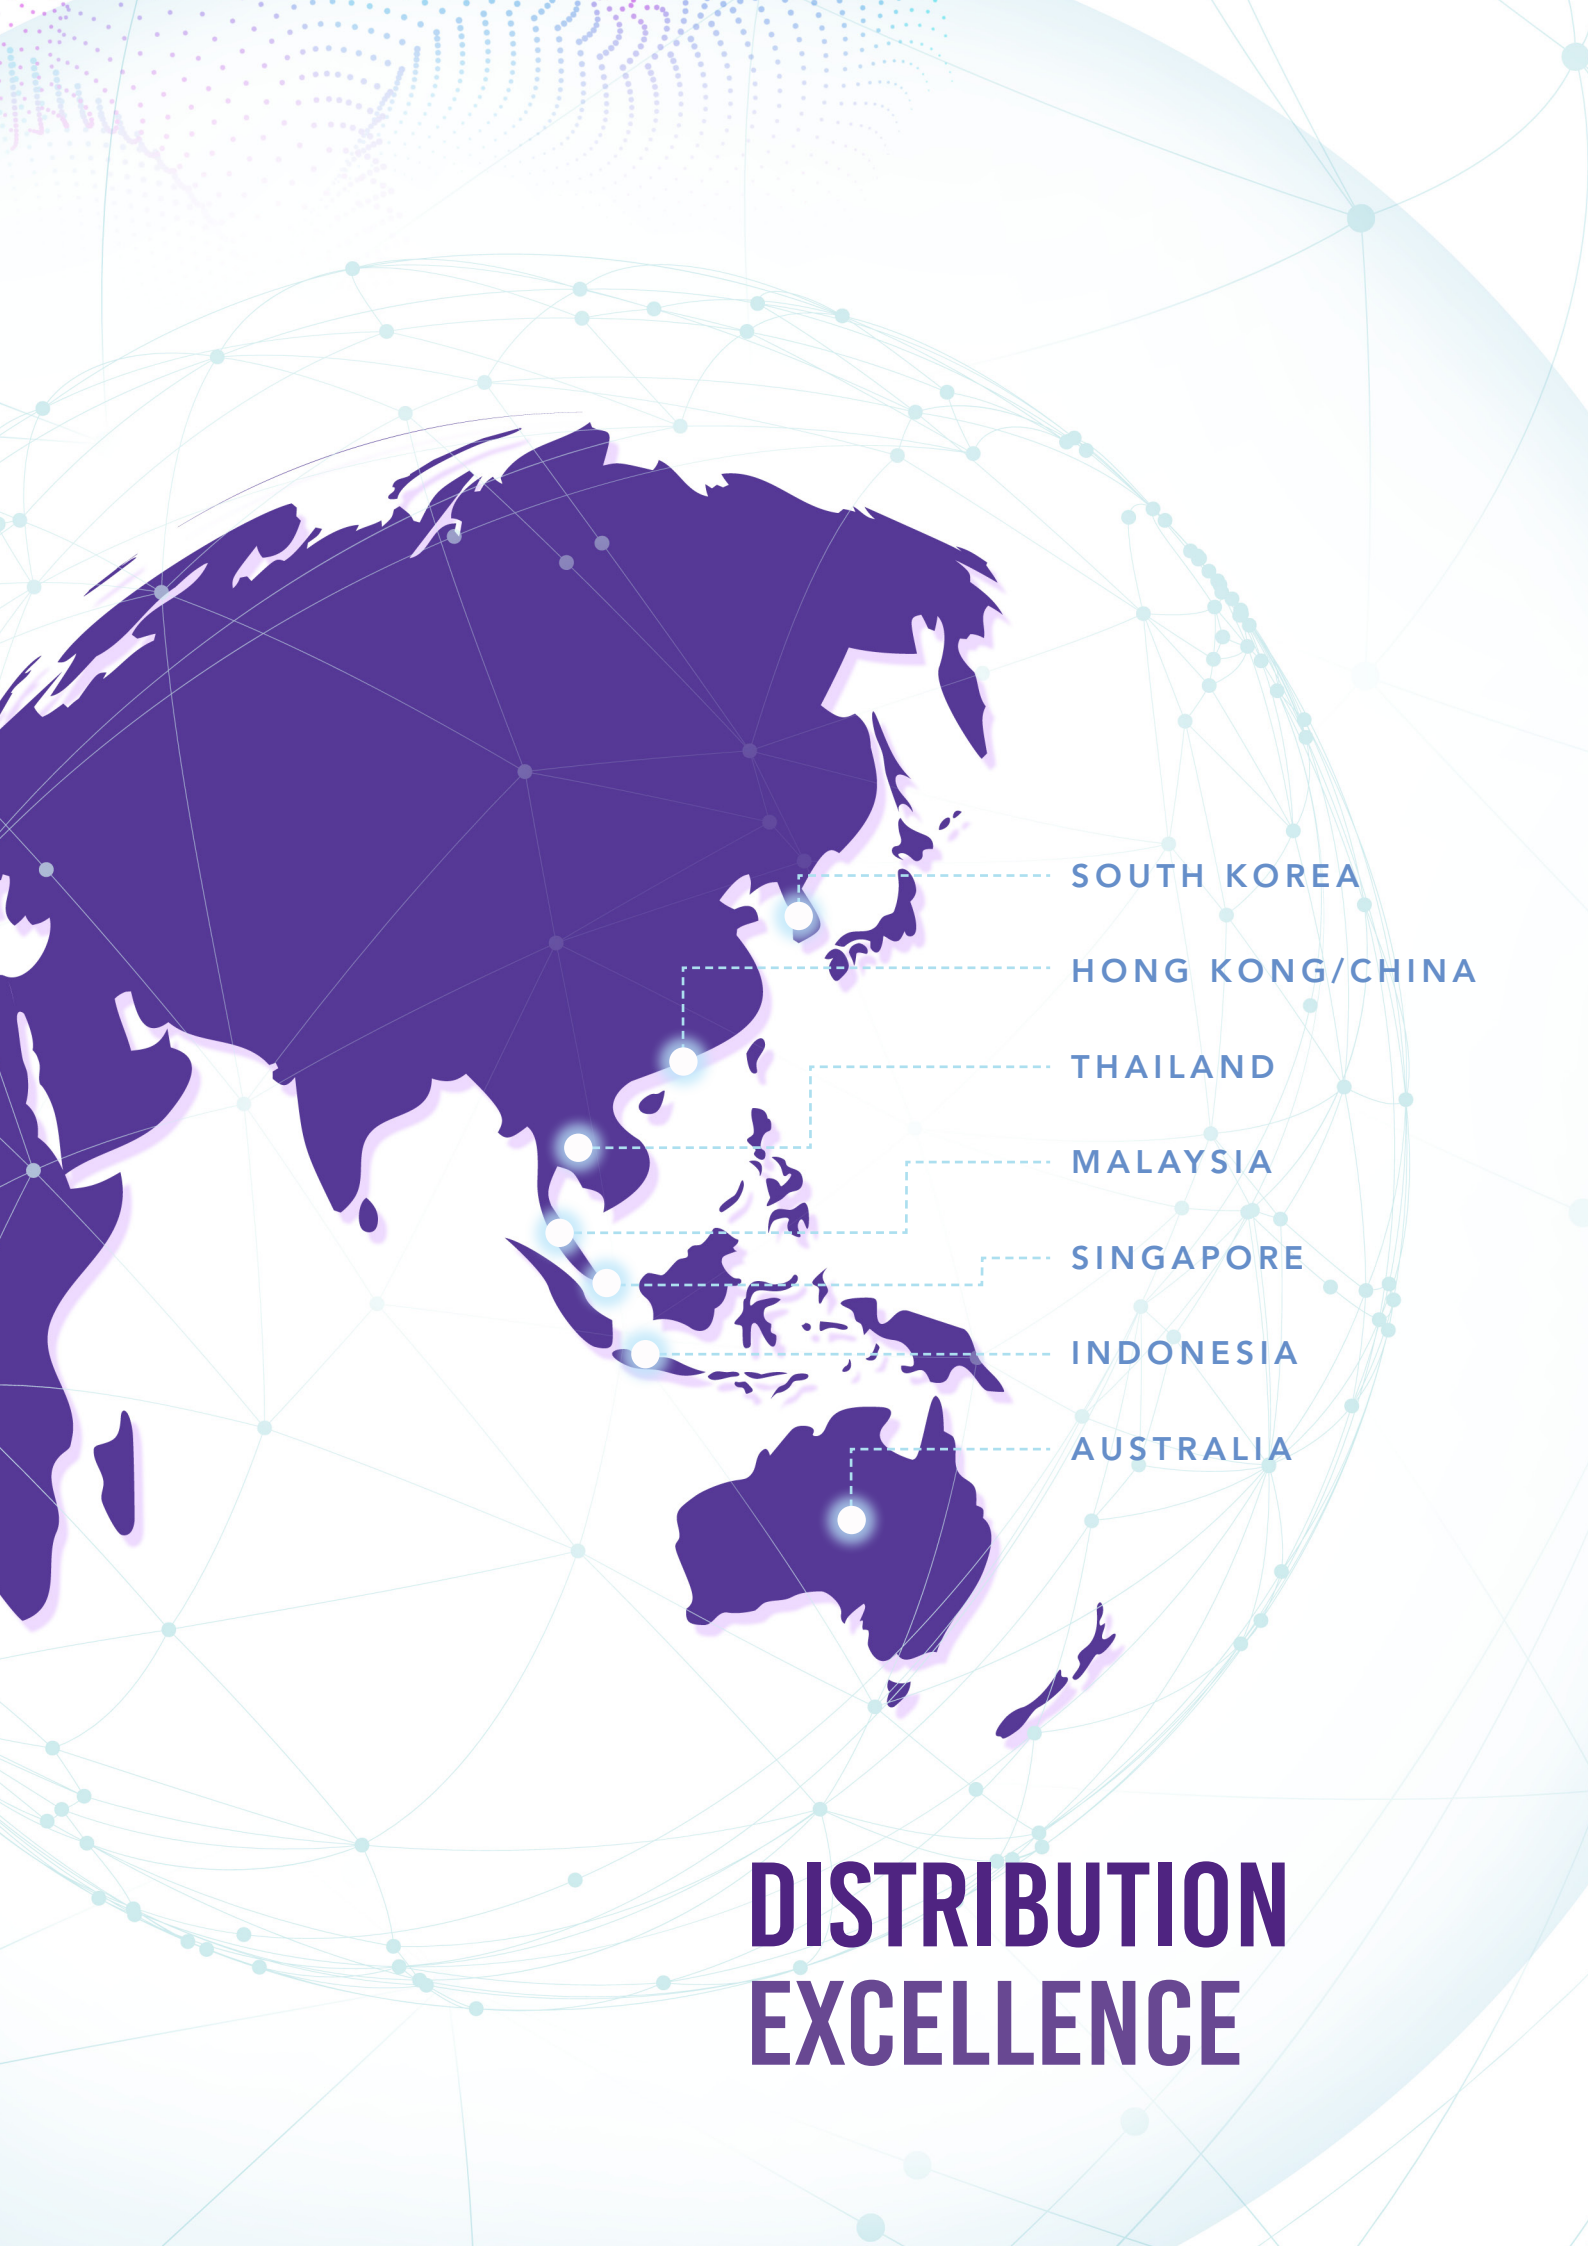 SOUTH KOREA
HONG KONG/CHINA
THAILAND
MALAYSIA
SINGAPORE
INDONESIA
AUSTRALIA
DISTRIBUTION
EXCELLENCE